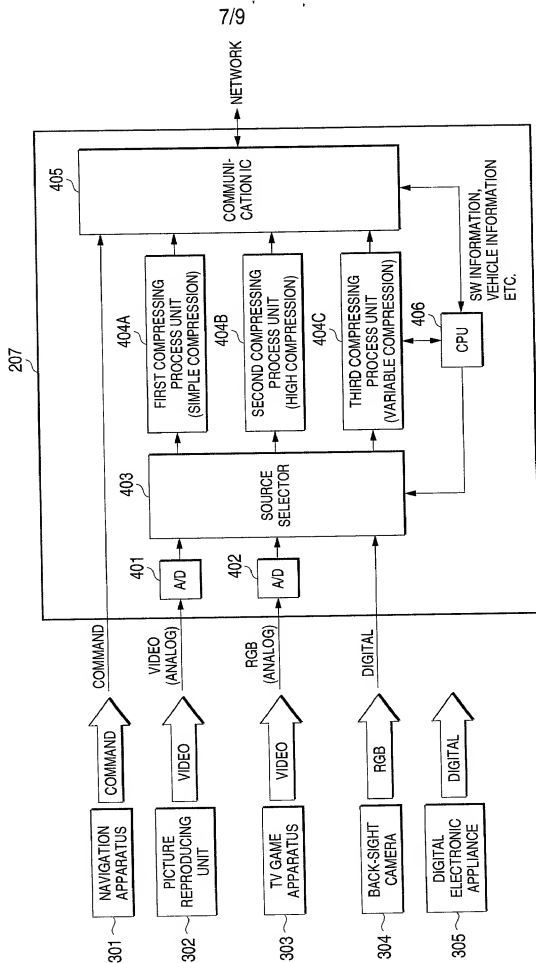 7/9
207
NETWORK
405
COMMUNI-
CATION IC
404A
FIRST COMPRESSING
PROCESS UNIT
(SIMPLE COMPRESSION)
404B
SECOND COMPRESSING
PROCESS UNIT
(HIGH COMPRESSION)
404C
THIRD COMPRESSING
PROCESS UNIT
(VARIABLE COMPRESSION)
406
CPU
SW INFORMATION,
VEHICLE INFORMATION
ETC.
403
SOURCE
SELECTOR
401
A/D
402
A/D
COMMAND
VIDEO
(ANALOG)
RGB
(ANALOG)
DIGITAL
COMMAND
VIDEO
VIDEO
RGB
DIGITAL
NAVIGATION
APPARATUS
301
PICTURE
REPRODUCING
UNIT
302
TV GAME
APPARATUS
303
BACK-SIGHT
CAMERA
304
DIGITAL
ELECTRONIC
APPLIANCE
305